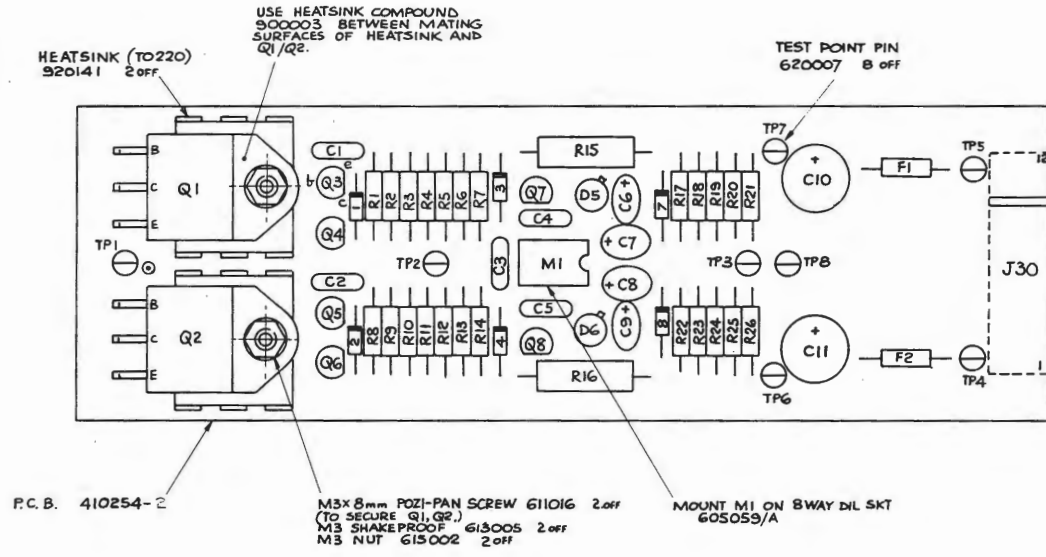 USE HEATSINK COMPOUND
900003 BETWEEN MATING
SURFACES OF HEATSINK AND
Q1/Q2.
HEATSINK (TO220)
920141 2 OFF
TEST POINT PIN
620007 8 OFF
B
C
E
Q1
C1
e
b
c
Q3
Q4
1
R1
R2
R3
R4
R5
R6
R7
3
R15
Q7
D5
C6 +
C4
+ C7
7
R17
R18
R19
R20
R21
TP7
+
C10
F1
TP5
12
TP1
TP2
C3
M1
TP3
TP8
J30
B
C
E
Q2
C2
Q5
Q6
2
R8
R9
R10
R11
R12
R13
R14
4
+ C8
C5
Q8
D6
C9 +
R16
8
R22
R23
R24
R25
R26
TP6
+
C11
F2
TP4
1
P.C.B. 410254-2
M3×8mm POZI-PAN SCREW 611016 2 OFF
(TO SECURE Q1, Q2.)
M3 SHAKEPROOF 613005 2 OFF
M3 NUT 615002 2 OFF
MOUNT M1 ON 8WAY DIL SKT
605059/A